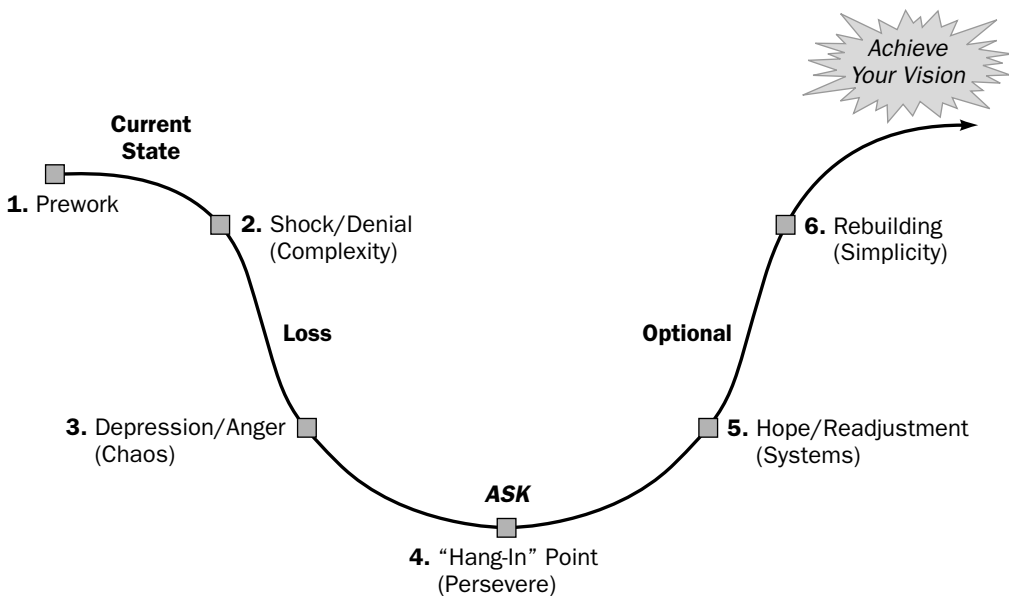 Achieve
Your Vision
Current
State
1. Prework
2. Shock/Denial
(Complexity)
6. Rebuilding
(Simplicity)
Loss
Optional
3. Depression/Anger
(Chaos)
5. Hope/Readjustment
(Systems)
ASK
4. “Hang-In” Point
(Persevere)